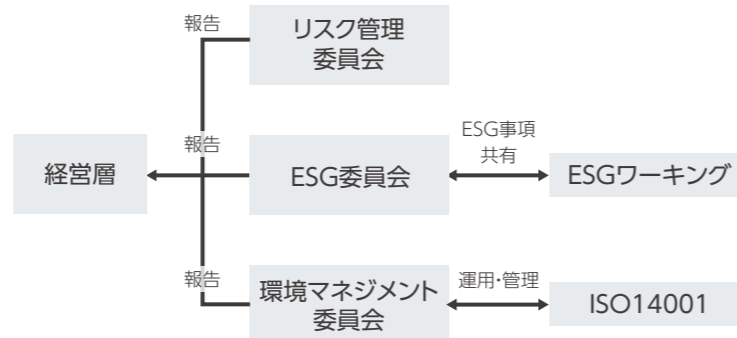 報告
リスク管理
委員会
報告
ESG事項
共有
経営層
ESG委員会
ESGワーキング
報告
環境マネジメント
委員会
運用・管理
ISO14001